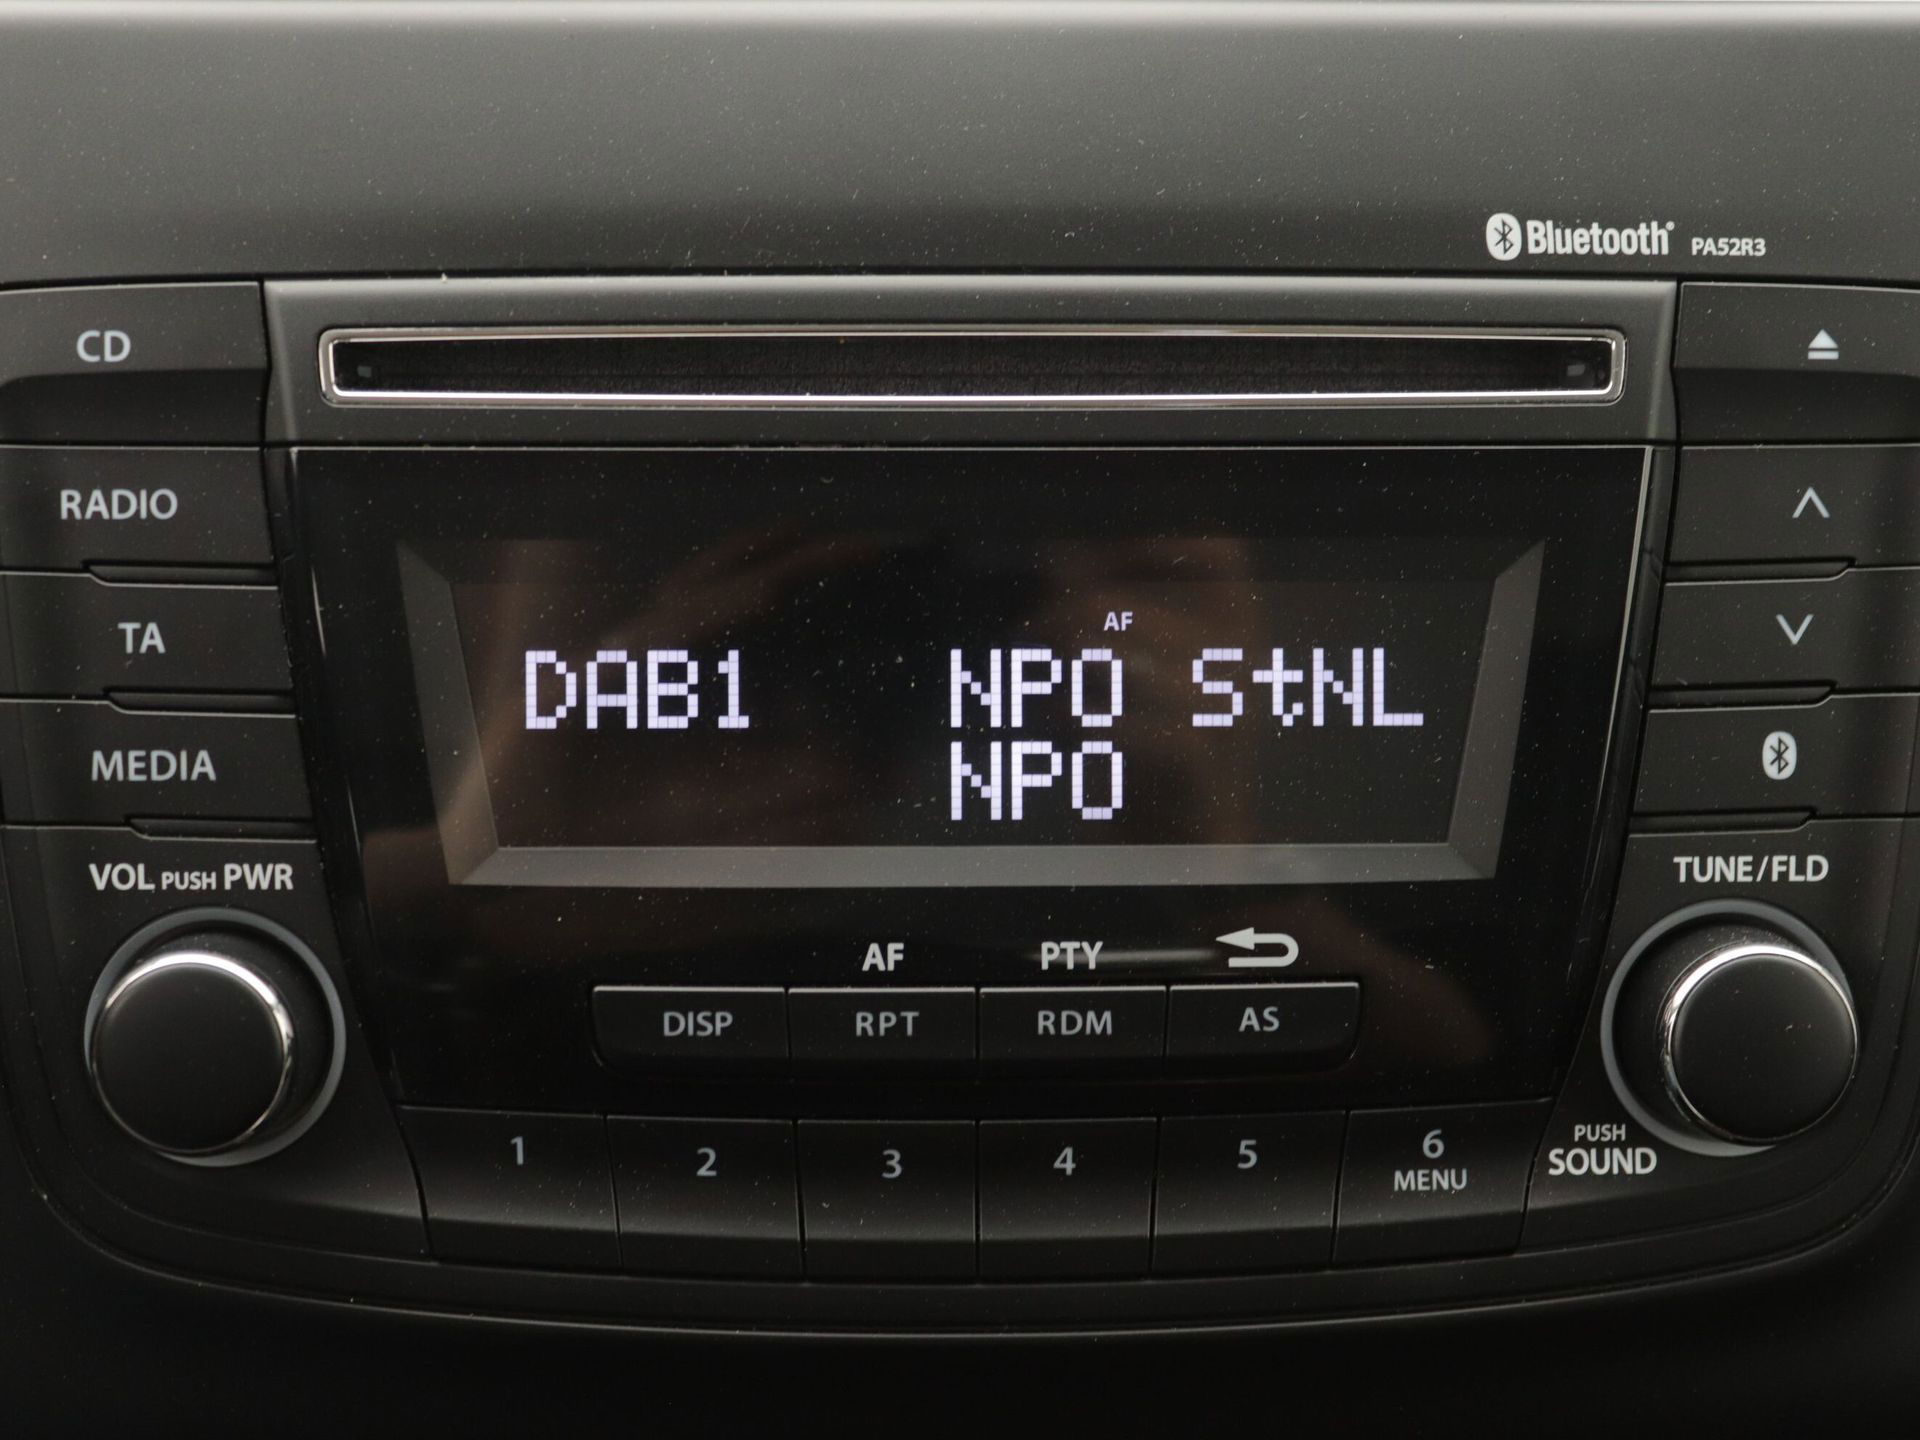 Bluetooth® PA52R3
CD
RADIO
TA
MEDIA
AF
DAB1 NPO StNL
NPO
VOL PUSH PWR
TUNE/FLD
AF PTY
DISP RPT RDM AS
1 2 3 4 5 6
MENU
PUSH
SOUND